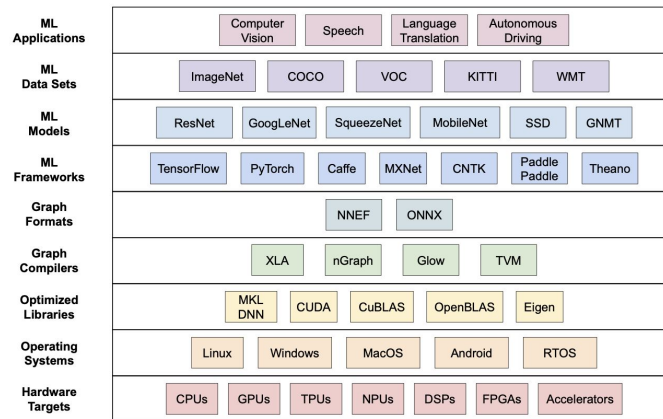 ML
Applications
Computer
Vision
Speech
Language
Translation
Autonomous
Driving
ML
Data Sets
ImageNet
COCO
VOC
KITTI
WMT
ML
Models
ResNet
GoogLeNet
SqueezeNet
MobileNet
SSD
GNMT
ML
Frameworks
TensorFlow
PyTorch
Caffe
MXNet
CNTK
Paddle
Paddle
Theano
Graph
Formats
NNEF
ONNX
Graph
Compilers
XLA
nGraph
Glow
TVM
Optimized
Libraries
MKL
DNN
CUDA
CuBLAS
OpenBLAS
Eigen
Operating
Systems
Linux
Windows
MacOS
Android
RTOS
Hardware
Targets
CPUs
GPUs
TPUs
NPUs
DSPs
FPGAs
Accelerators